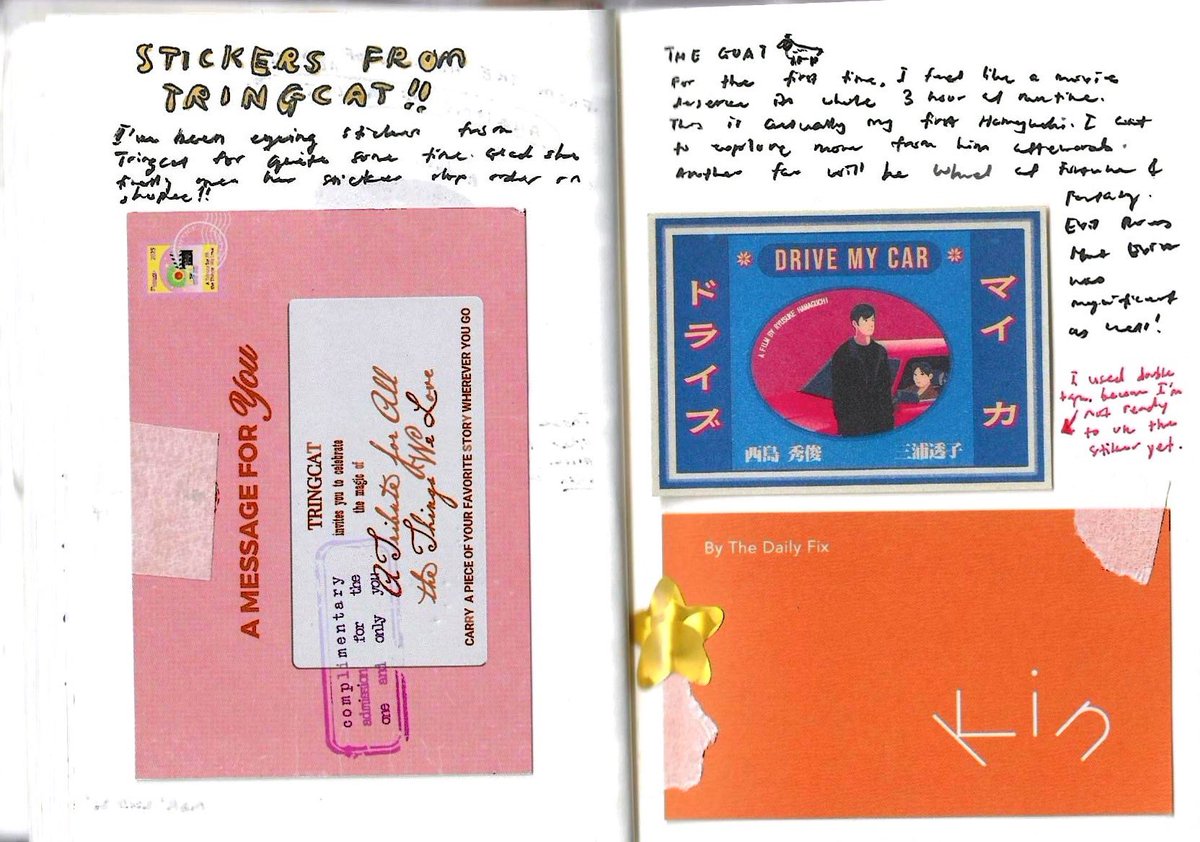 STICKERS FROM
TRINGCAT!!
I've been eyeing sticker from
Tringcat for quite some time. Glad she
finally open her sticker shop order on
shopee!!
A MESSAGE FOR You
TRINGCAT
invites you to celebrate
the magic of
A Tribute for All
the Things We Love
CARRY A PIECE OF YOUR FAVORITE STORY WHEREVER YOU GO
complimentary
admission for the
one and only you
THE GOAT
For the first time, I feel like a movie
deserve its whole 3 hour of runtime.
This is actually my first Hamaguchi. I want
to explore more from him afterwards.
Another fav will be Wheel of Fortune &
Fantasy.
Evil Does
Not Exist
was
magnificent
as well!
DRIVE MY CAR
ドライブ
マイカ
A FILM BY RYUSUKE HAMAGUCHI
西島 秀俊
三浦透子
I used double
tape, because I'm
not ready
to use the
sticker yet.
By The Daily Fix
Kin